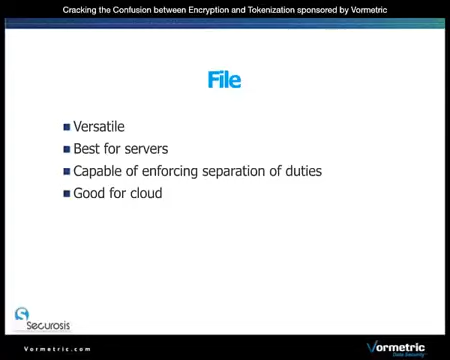 Cracking the Confusion between Encryption and Tokenization sponsored by Vormetric
File
Versatile
Best for servers
Capable of enforcing separation of duties
Good for cloud
Securosis
Vormetric.com
Vormetric
Data Security